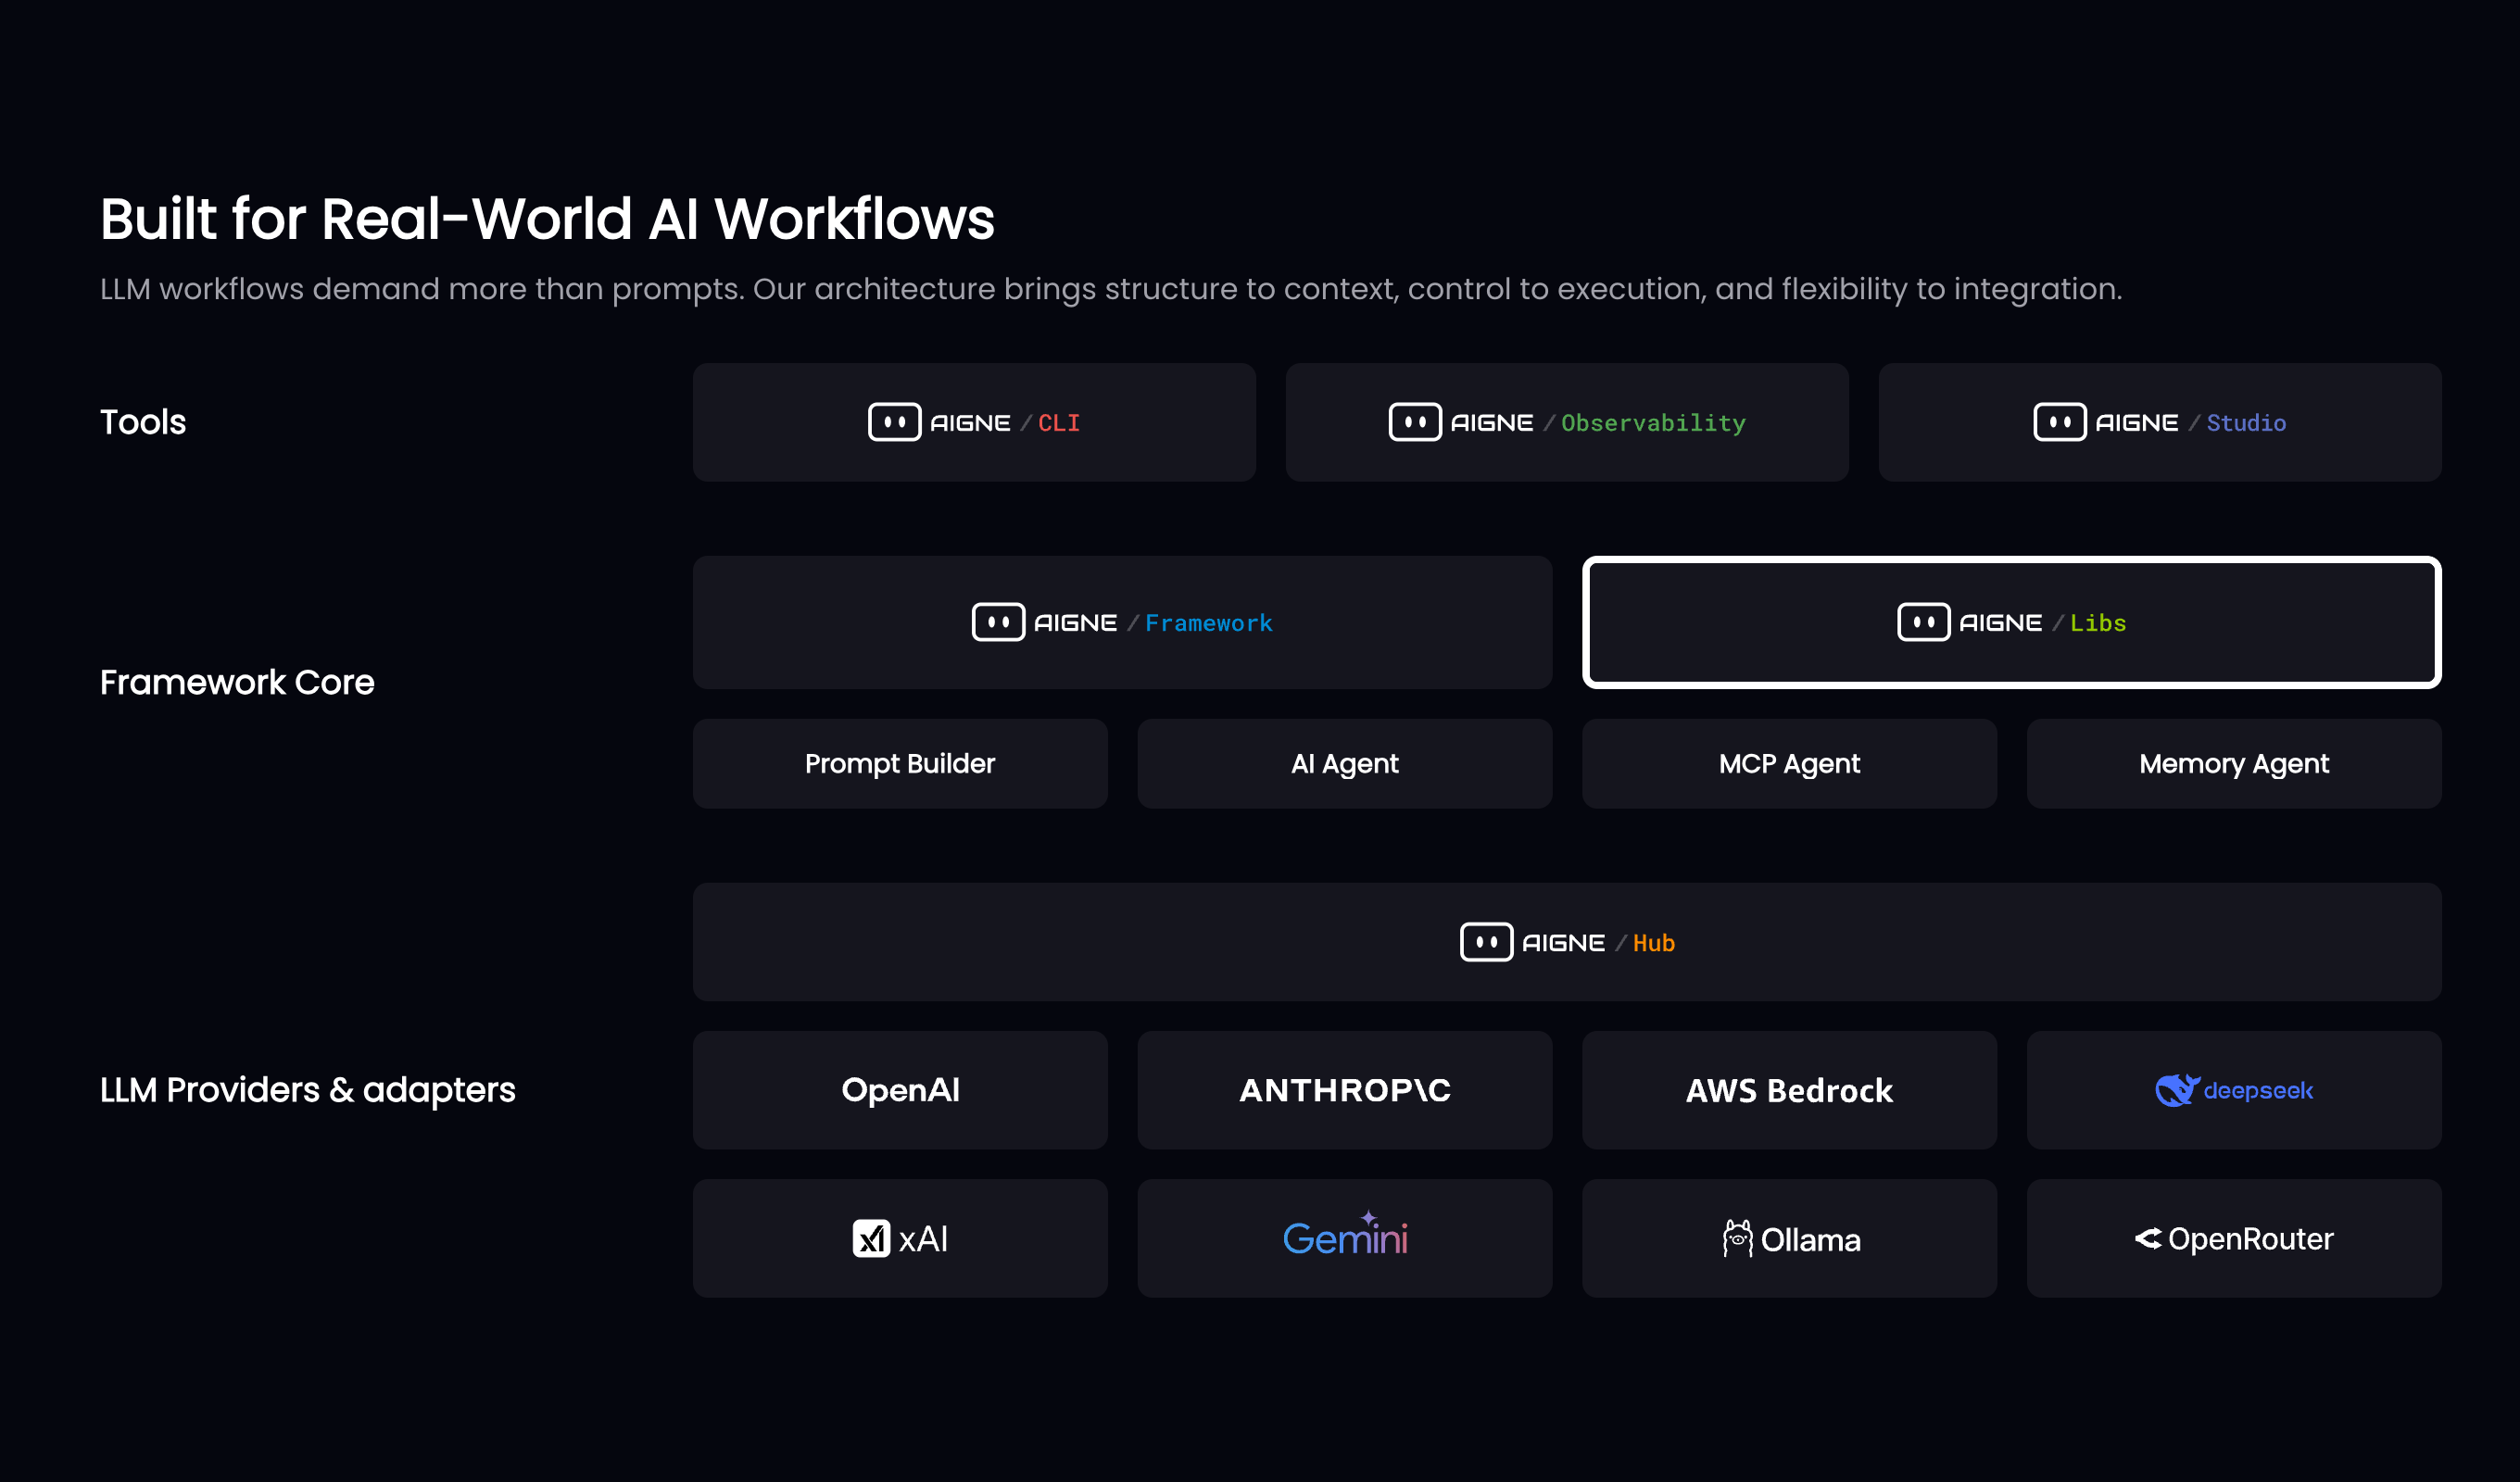 Built for Real-World AI Workflows
LLM workflows demand more than prompts. Our architecture brings structure to context, control to execution, and flexibility to integration.
Tools
AIGNE / CLI
AIGNE / Observability
AIGNE / Studio
Framework Core
AIGNE / Framework
AIGNE / Libs
Prompt Builder
AI Agent
MCP Agent
Memory Agent
LLM Providers & adapters
AIGNE / Hub
OpenAI
ANTHROP\C
AWS Bedrock
deepseek
xAI
Gemini
Ollama
OpenRouter